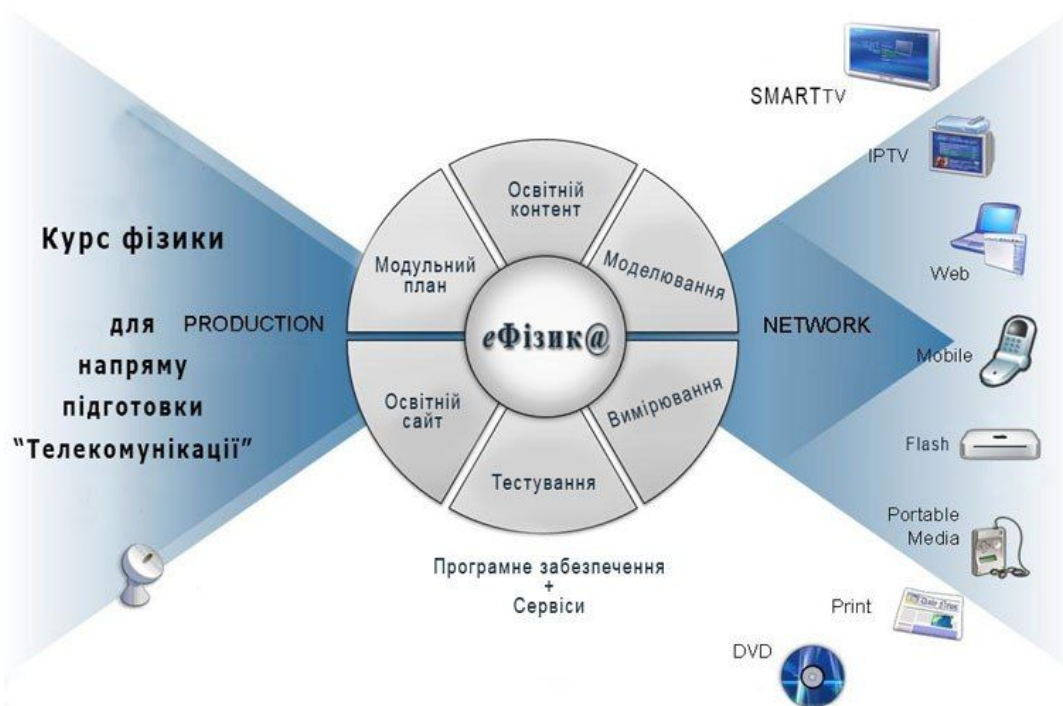 Курс фізики
для
напряму
підготовки
“Телекомунікації”
PRODUCTION
Освітній
контент
Модульний
план
Моделювання
еФізик@
Освітній
сайт
Вимірювання
Тестування
Програмне забезпечення
+
Сервіси
NETWORK
SMARTTV
IPTV
Web
Mobile
Flash
Portable
Media
Print
DVD